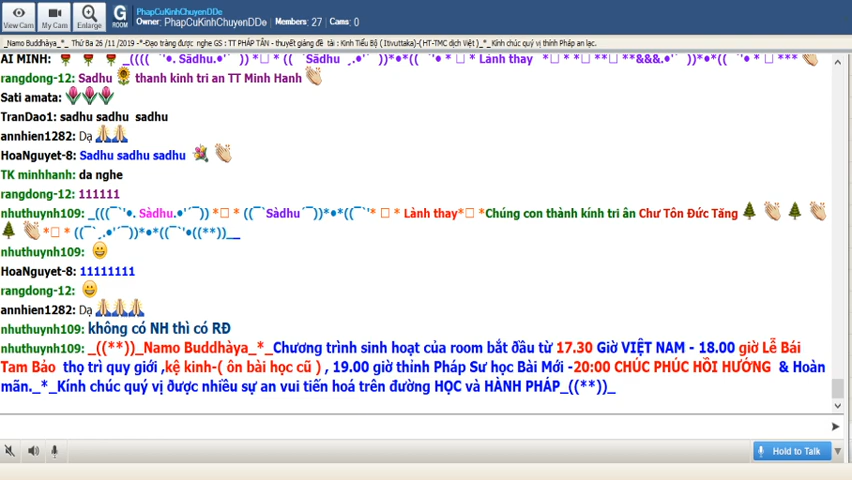 View Cam
My Cam
Enlarge
G
ROOM
PhapCuKinhChuyenDDe
Owner: PhapCuKinhChuyenDDe Members: 27 Cams: 0
_Namo Buddhàya_*_ Thứ Ba 26 /11/2019 -*-Đạo tràng được nghe GS : TT PHÁP TÂN - thuyết giảng đề tài : Kinh Tiểu Bộ ( Itivuttaka)-(HT-TMC dịch Việt )_*_Kính chúc quý vị thính Pháp an lạc.
AI MINH:
rangdong-12: Sadhu thanh kinh tri an TT Minh Hanh
Sati amata:
TranDao1: sadhu sadhu sadhu
annhien1282: Dạ
HoaNguyet-8: Sadhu sadhu sadhu
TK minhhanh: da nghe
rangdong-12: 111111
nhuthuynh109: _(((¯`'•. Sàdhu.•'´¯)) *□ * ((¯`Sàdhu´¯))*•*((¯`'* □ * Lành thay*□ *Chúng con thành kính tri ân Chư Tôn Đức Tăng
*□ * ((¯`¸.•'´¯))*•*((¯`•((**))__
nhuthuynh109:
HoaNguyet-8: 11111111
rangdong-12:
annhien1282: Dạ
nhuthuynh109: không có NH thì có RĐ
nhuthuynh109: _((**))_Namo Buddhàya_*_Chương trình sinh hoạt của room bắt đầu từ 17.30 Giờ VIỆT NAM - 18.00 giờ Lễ Bái
Tam Bảo thọ trì quy giới ,kệ kinh-( ôn bài học cũ ) , 19.00 giờ thỉnh Pháp Sư học Bài Mới -20:00 CHÚC PHÚC HỒI HƯỚNG & Hoàn
mãn._*_Kính chúc quý vị được nhiều sự an vui tiến hoá trên đường HỌC và HÀNH PHÁP_((**))_
Hold to Talk